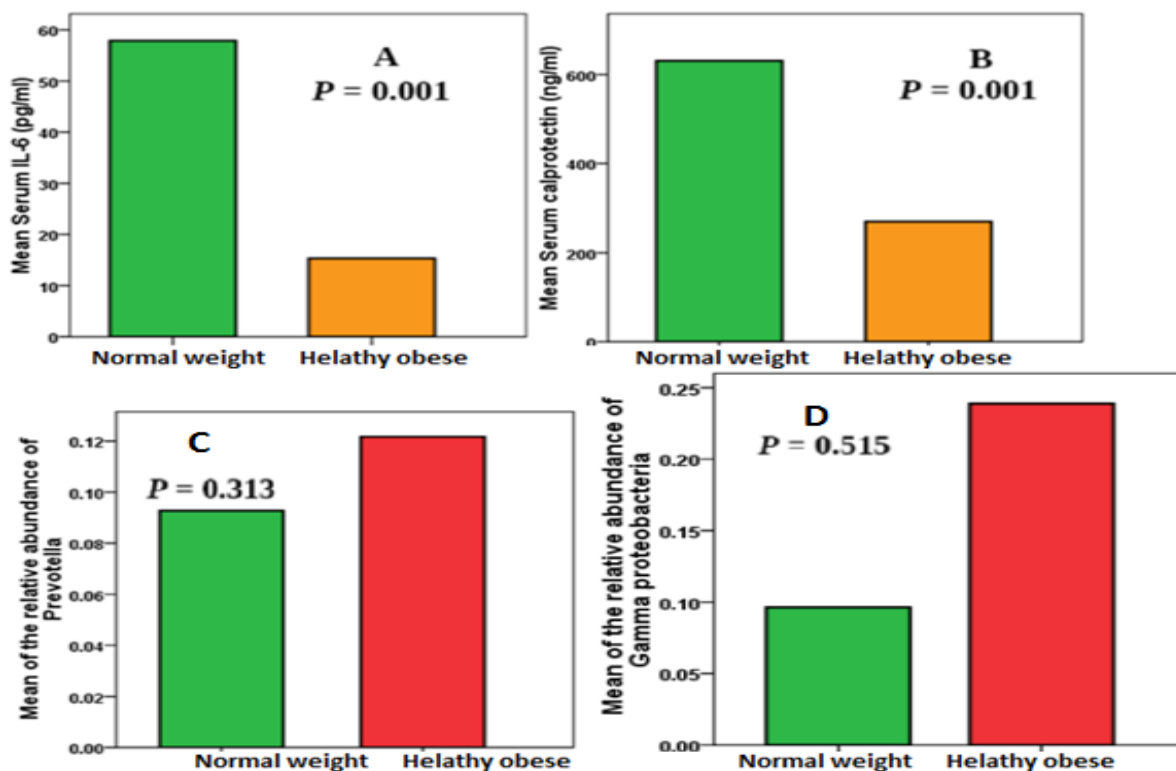 Mean Serum IL-6 (pg/ml)
60
50
40
30
20
10
0
A
P = 0.001
Normal weight
Helathy obese
Mean Serum calprotectin (ng/ml)
600
400
200
0
B
P = 0.001
Normal weight
Helathy obese
Mean of the relative abundance of
Prevotella
0.12
0.10
0.08
0.06
0.04
0.02
0.00
C
P = 0.313
Normal weight
Helathy obese
Mean of the relative abundance of
Gamma proteobacteria
0.25
0.20
0.15
0.10
0.05
0.00
D
P = 0.515
Normal weight
Helathy obese